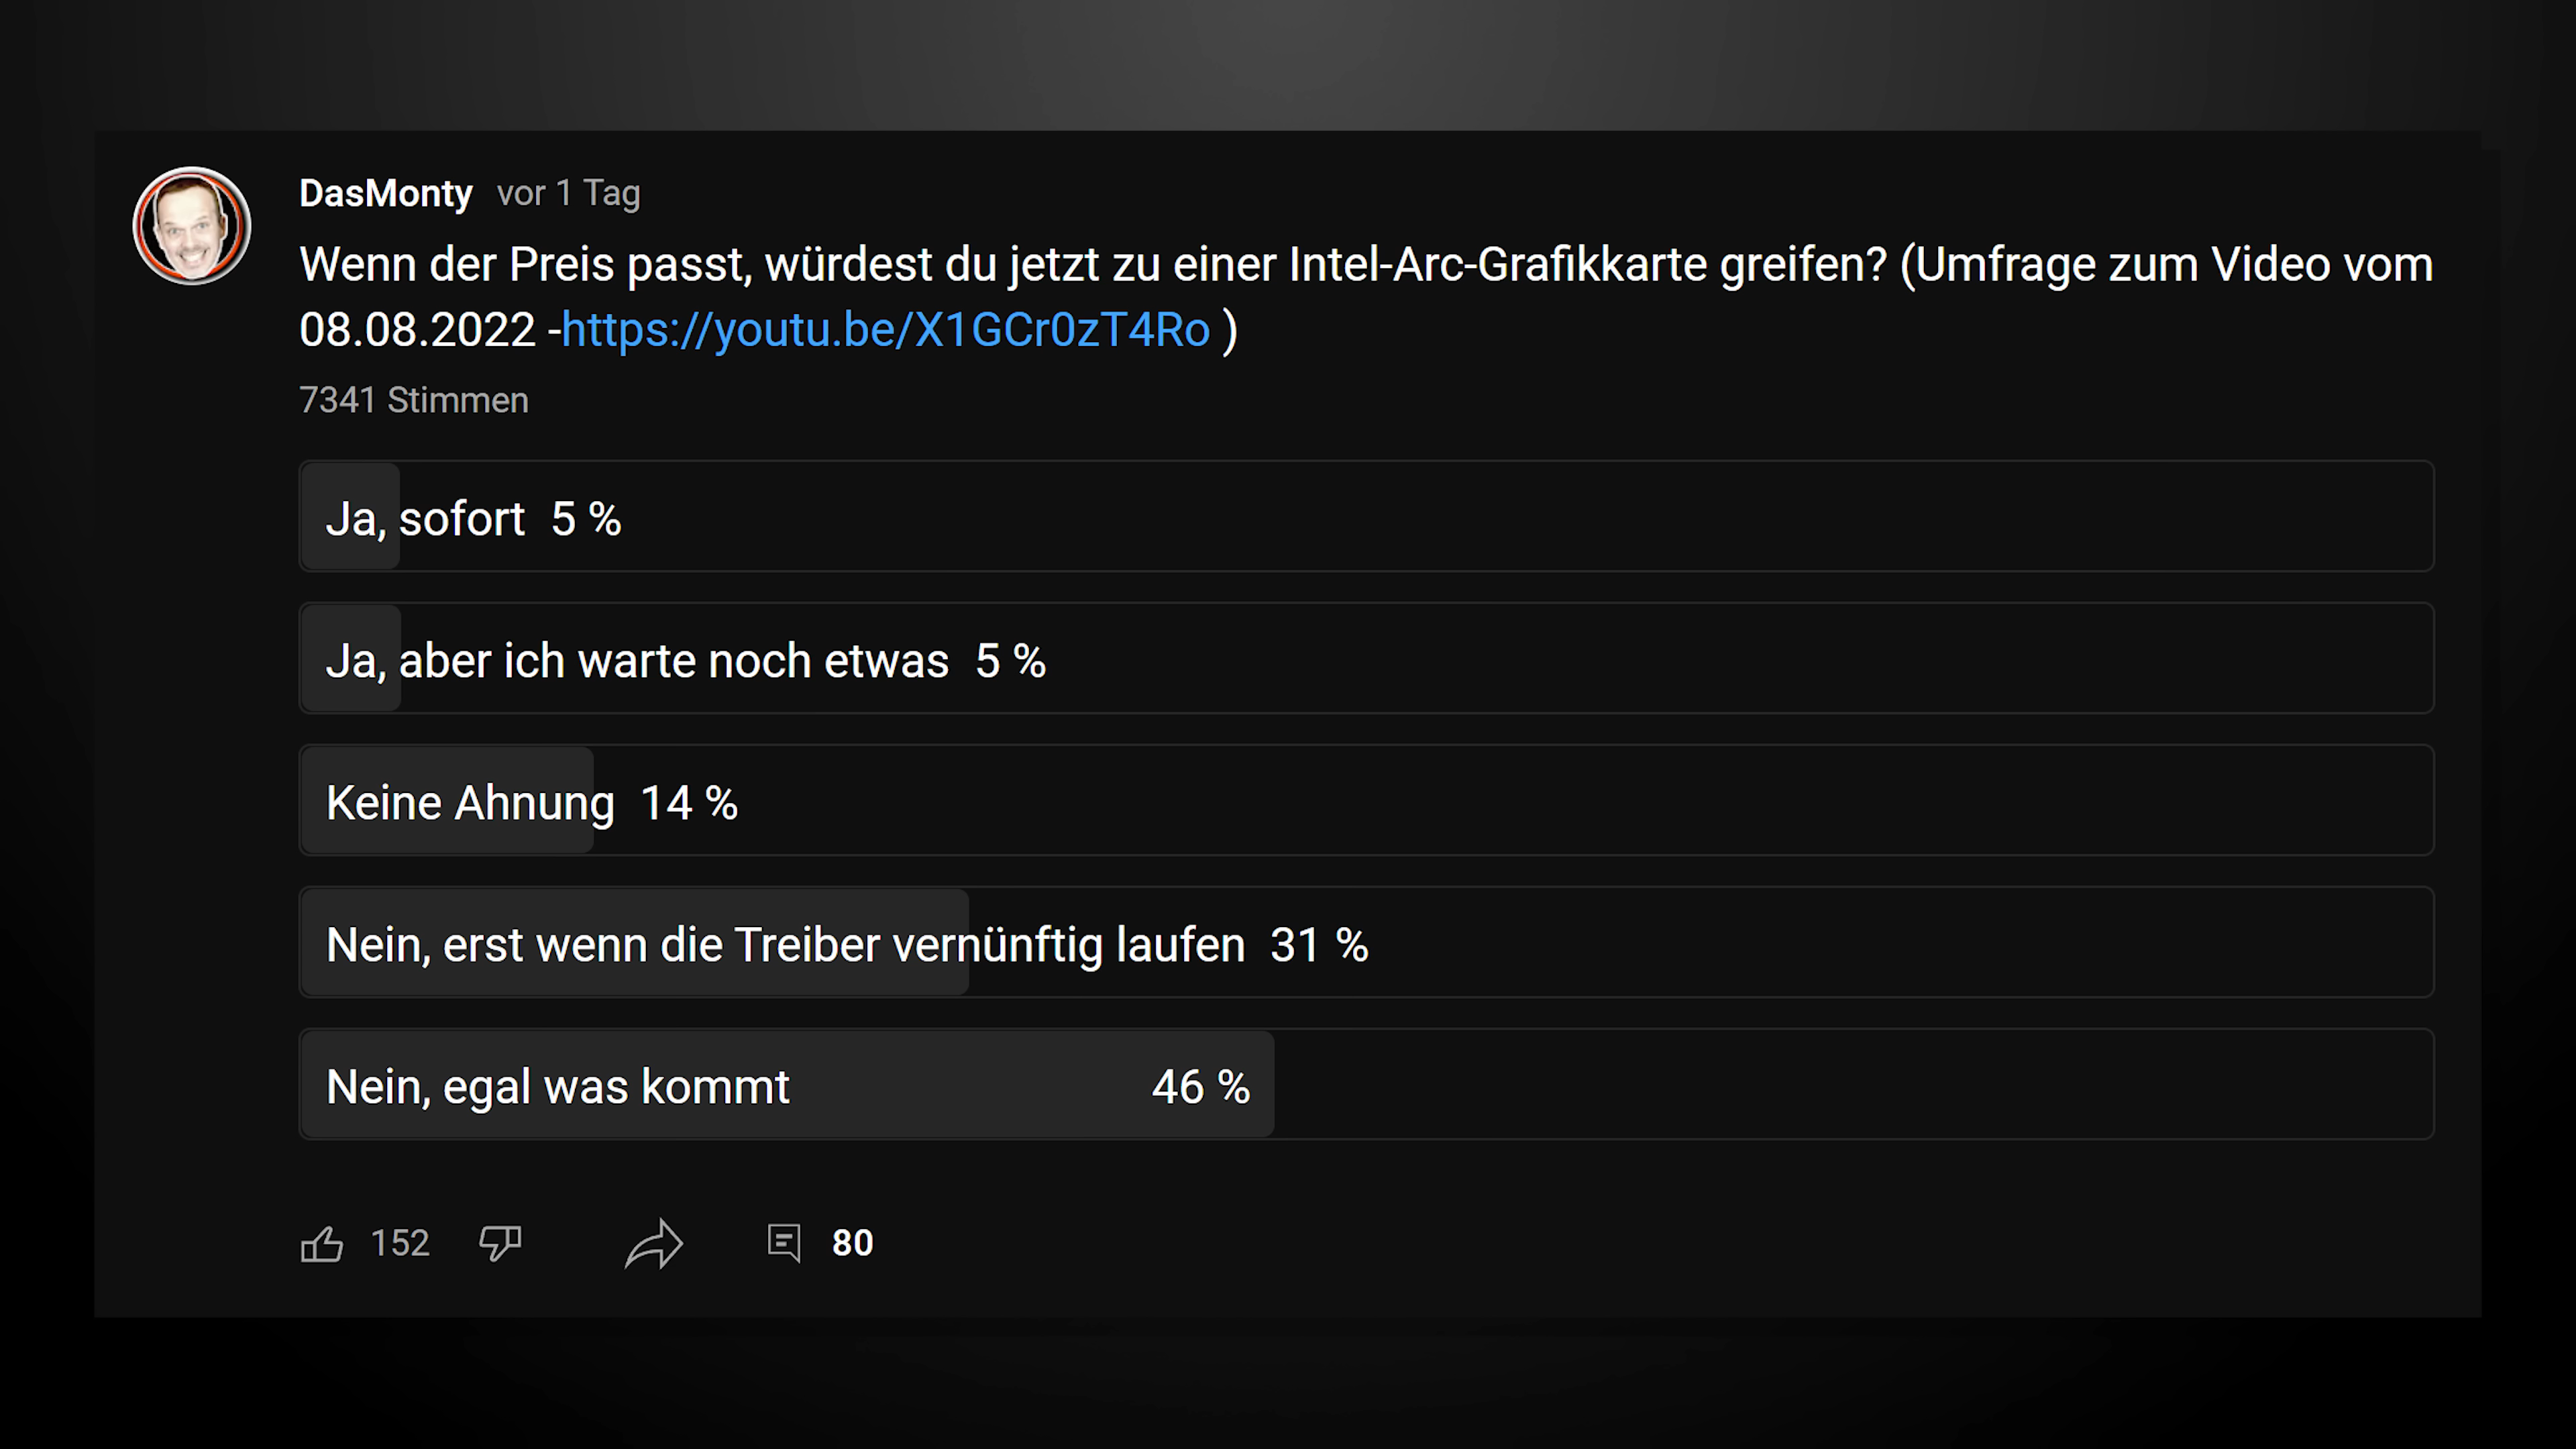 DasMonty vor 1 Tag
Wenn der Preis passt, würdest du jetzt zu einer Intel-Arc-Grafikkarte greifen? (Umfrage zum Video vom
08.08.2022 -https://youtu.be/X1GCr0zT4Ro )
7341 Stimmen
Ja, sofort 5 %
Ja, aber ich warte noch etwas 5 %
Keine Ahnung 14 %
Nein, erst wenn die Treiber vernünftig laufen 31 %
Nein, egal was kommt 46 %
152 80